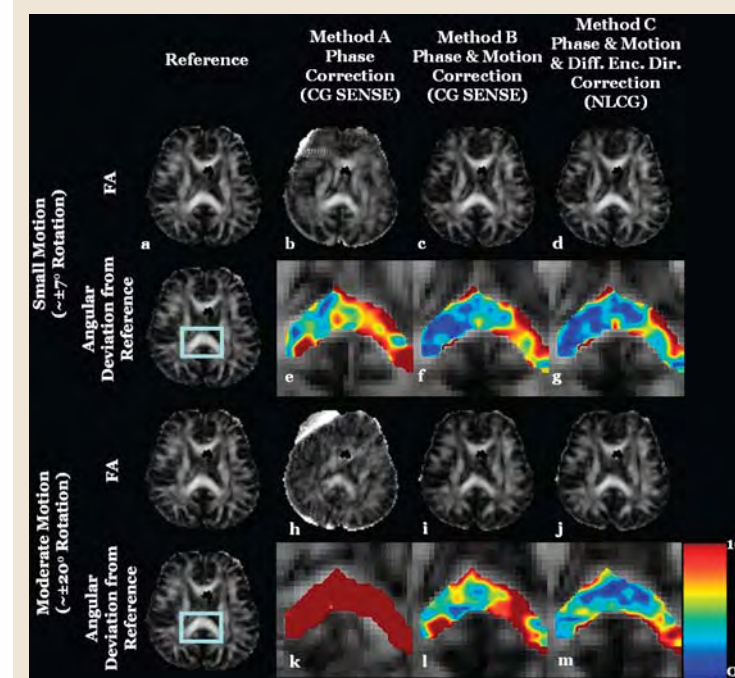 Reference
Method A
Phase
Correction
(CG SENSE)
Method B
Phase & Motion
Correction
(CG SENSE)
Method C
Phase & Motion
& Diff. Enc. Dir.
Correction
(NLCG)
Small Motion
(~±7° Rotation)
FA
a
b
c
d
Angular
Deviation from
Reference
e
f
g
Moderate Motion
(~±20° Rotation)
FA
h
i
j
Angular
Deviation from
Reference
k
l
m